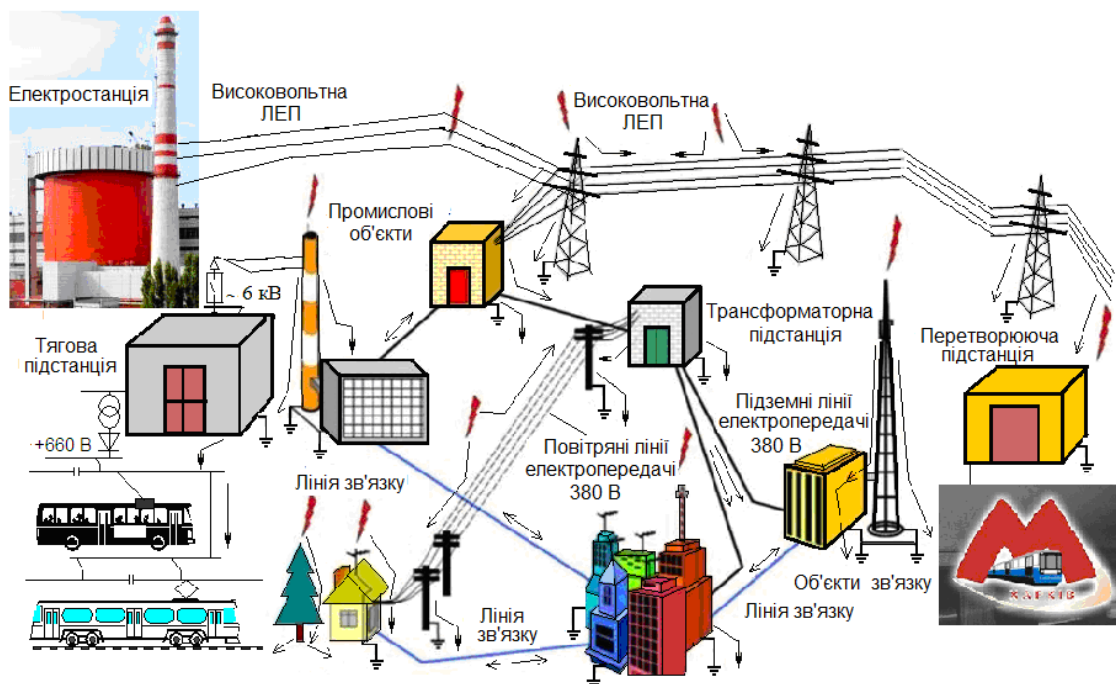 Електростанція
Високовольтна
ЛЕП
Високовольтна
ЛЕП
Промислові
об'єкти
~ 6 кВ
Тягова
підстанція
Трансформаторна
підстанція
Перетворююча
підстанція
+660 В
Підземні лінії
електропередачі
380 В
Повітряні лінії
електропередачі
380 В
Лінія зв'язку
Об'єкти зв'язку
Лінія
зв'язку
Лінія
зв'язку
М
ХАРКІВ